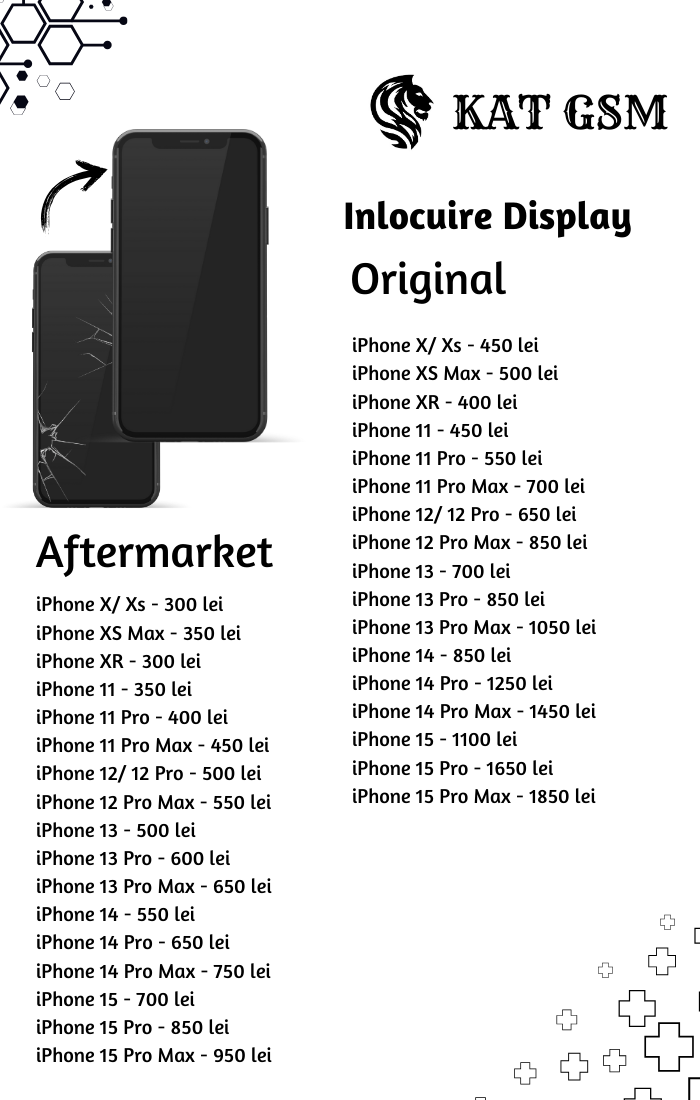 KAT GSM
Inlocuire Display
Original
iPhone X/ Xs - 450 lei
iPhone XS Max - 500 lei
iPhone XR - 400 lei
iPhone 11 - 450 lei
iPhone 11 Pro - 550 lei
iPhone 11 Pro Max - 700 lei
iPhone 12/ 12 Pro - 650 lei
iPhone 12 Pro Max - 850 lei
iPhone 13 - 700 lei
iPhone 13 Pro - 850 lei
iPhone 13 Pro Max - 1050 lei
iPhone 14 - 850 lei
iPhone 14 Pro - 1250 lei
iPhone 14 Pro Max - 1450 lei
iPhone 15 - 1100 lei
iPhone 15 Pro - 1650 lei
iPhone 15 Pro Max - 1850 lei
Aftermarket
iPhone X/ Xs - 300 lei
iPhone XS Max - 350 lei
iPhone XR - 300 lei
iPhone 11 - 350 lei
iPhone 11 Pro - 400 lei
iPhone 11 Pro Max - 450 lei
iPhone 12/ 12 Pro - 500 lei
iPhone 12 Pro Max - 550 lei
iPhone 13 - 500 lei
iPhone 13 Pro - 600 lei
iPhone 13 Pro Max - 650 lei
iPhone 14 - 550 lei
iPhone 14 Pro - 650 lei
iPhone 14 Pro Max - 750 lei
iPhone 15 - 700 lei
iPhone 15 Pro - 850 lei
iPhone 15 Pro Max - 950 lei